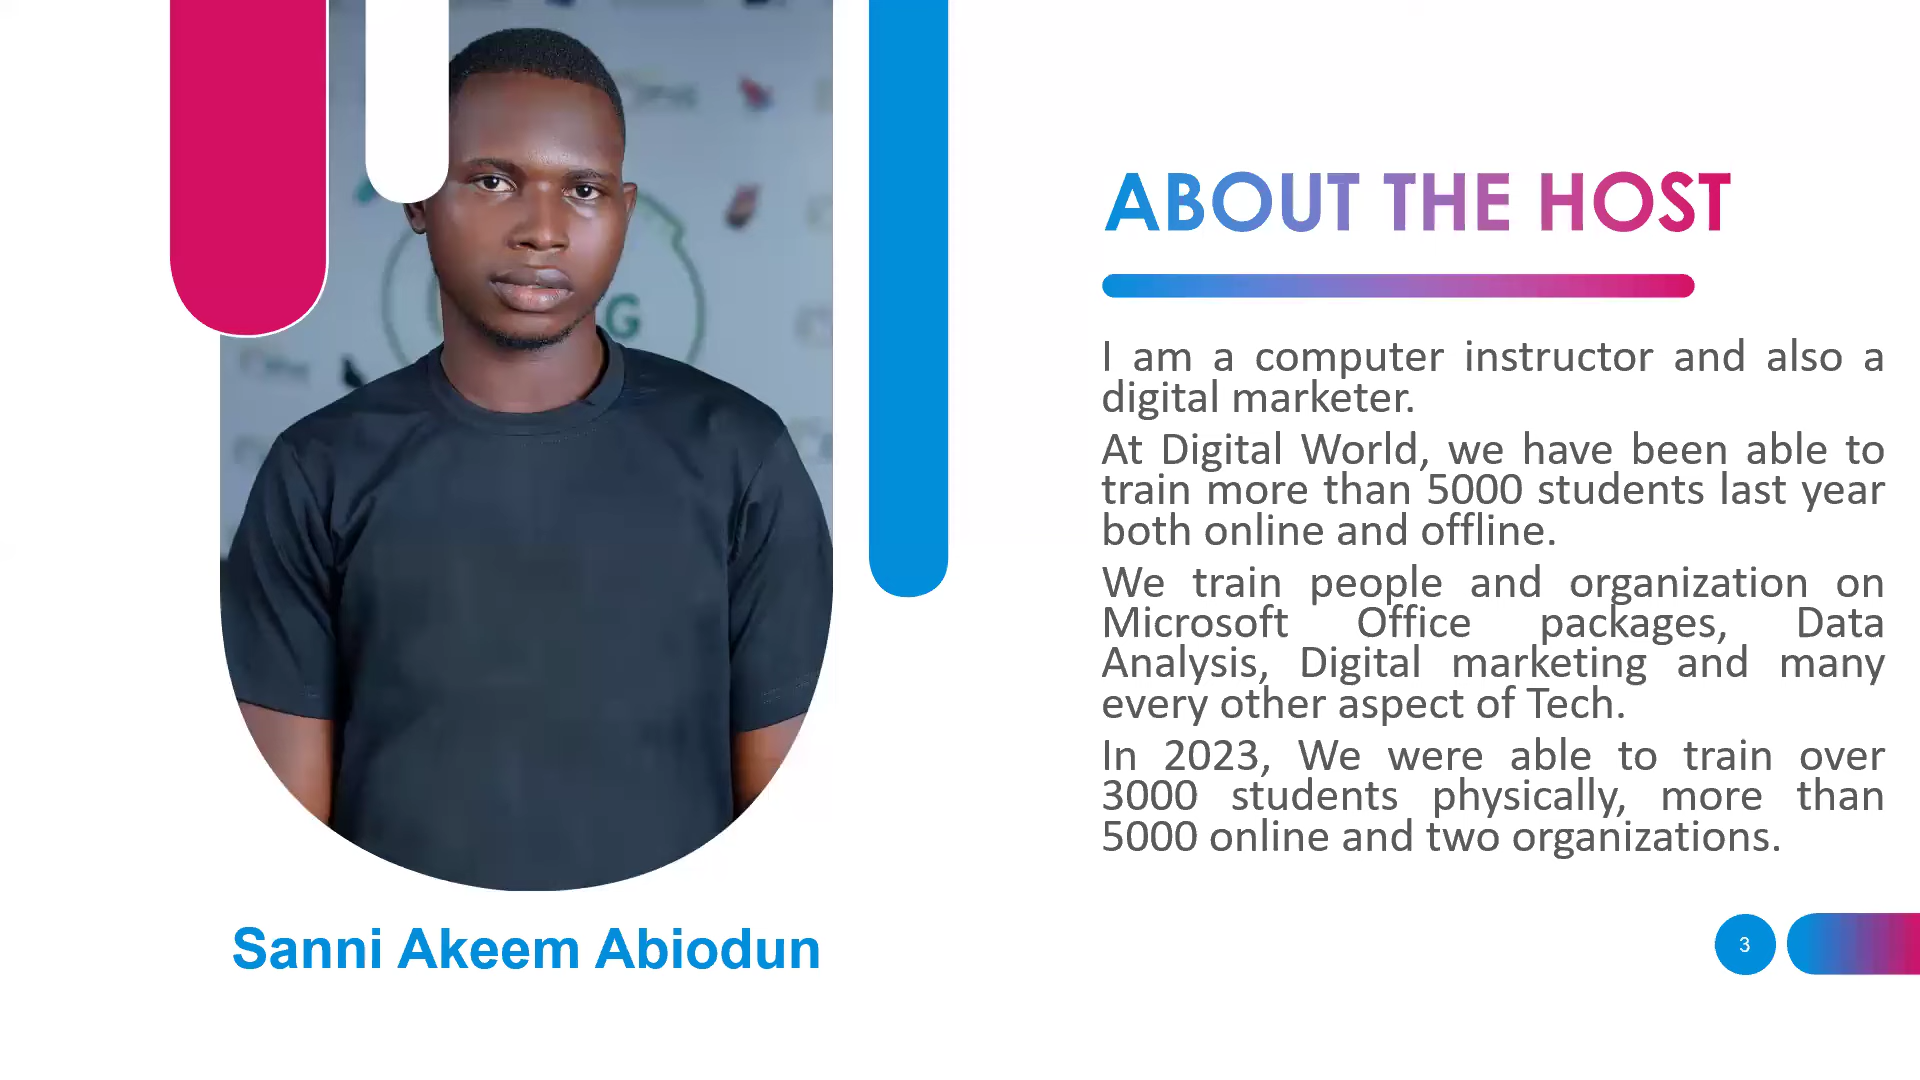 ABOUT THE HOST
I am a computer instructor and also a
digital marketer.
At Digital World, we have been able to
train more than 5000 students last year
both online and offline.
We train people and organization on
Microsoft Office packages, Data
Analysis, Digital marketing and many
every other aspect of Tech.
In 2023, We were able to train over
3000 students physically, more than
5000 online and two organizations.
Sanni Akeem Abiodun
3